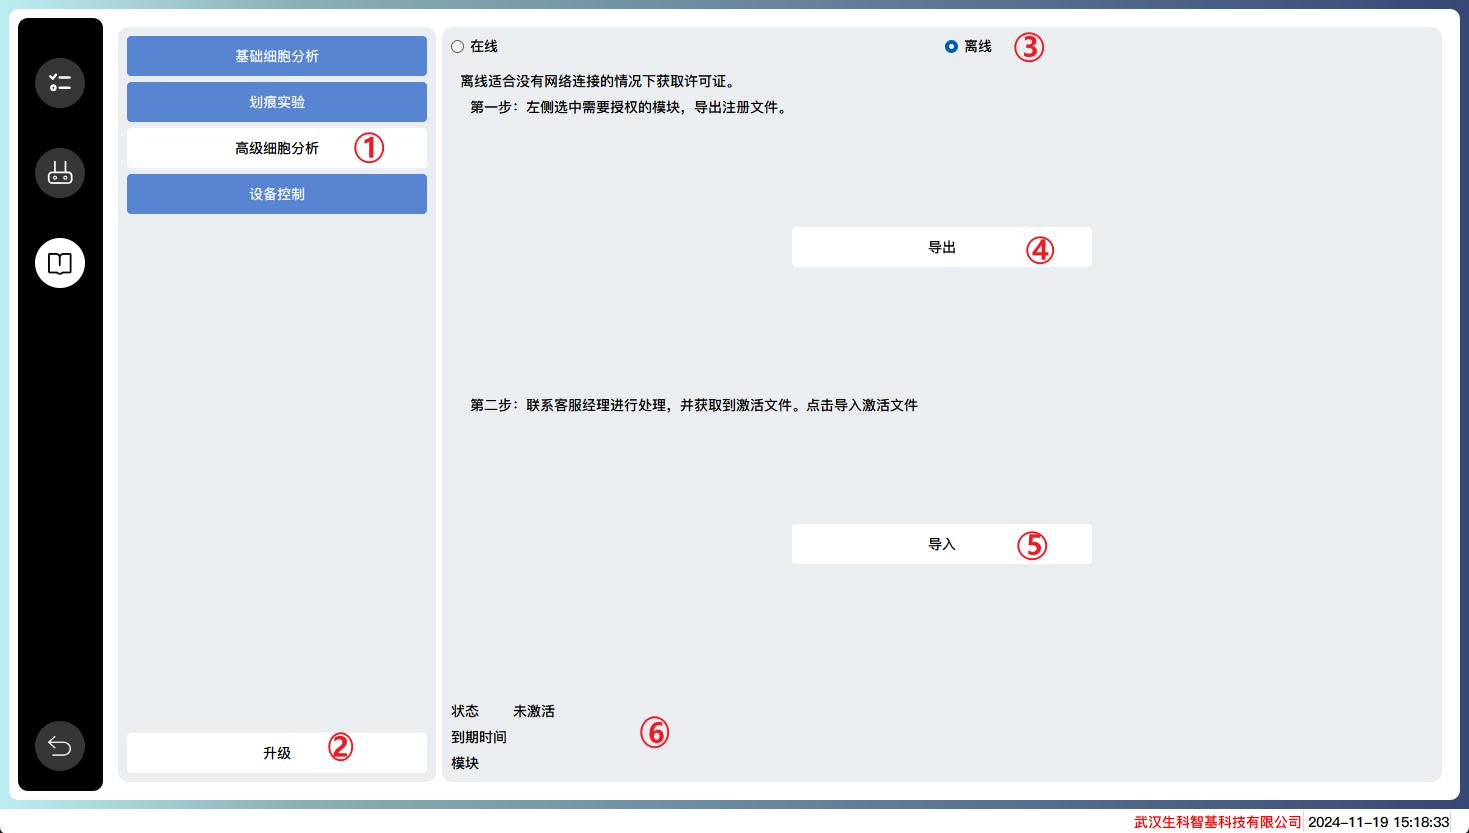 基础细胞分析
划痕实验
高级细胞分析 ①
设备控制
升级 ②
在线
离线 ③
离线适合没有网络连接的情况下获取许可证。
第一步：左侧选中需要授权的模块，导出注册文件。
导出 ④
第二步：联系客服经理进行处理，并获取到激活文件。点击导入激活文件
导入 ⑤
状态 未激活
到期时间 ⑥
模块
武汉生科智基科技有限公司 2024-11-19 15:18:33